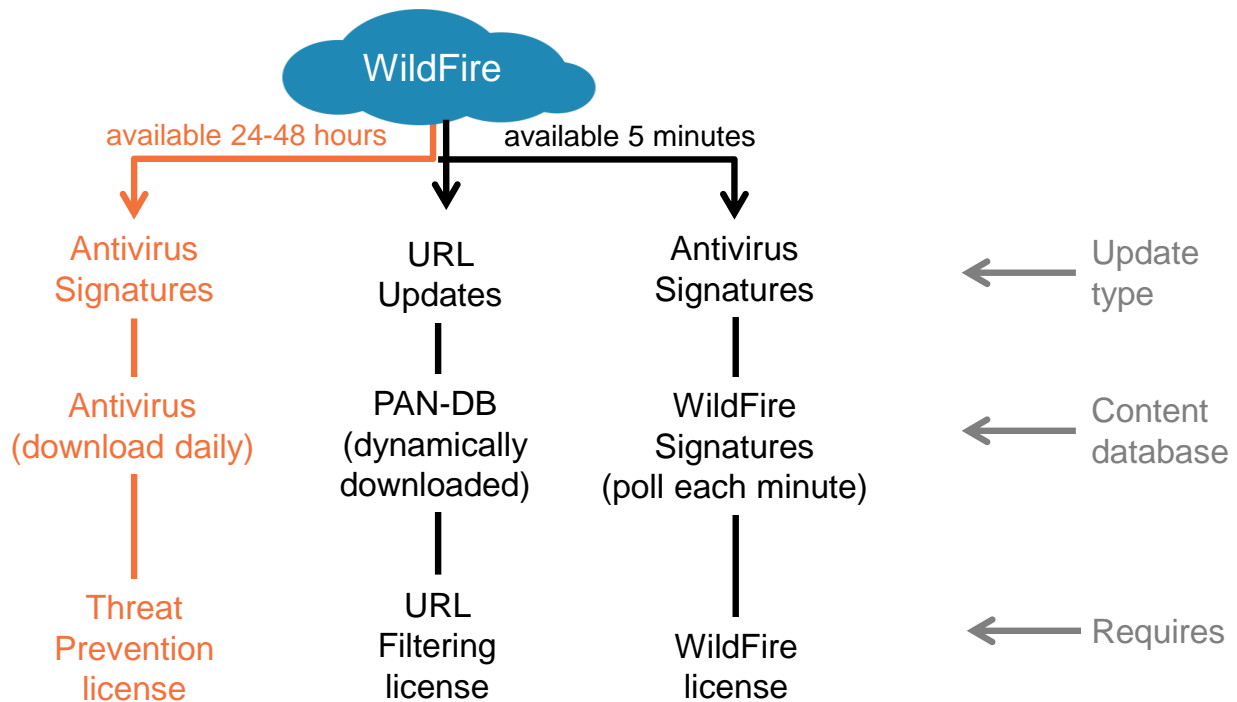 WildFire
available 24-48 hours
available 5 minutes
Antivirus
Signatures
URL
Updates
Antivirus
Signatures
Update
type
Antivirus
(download daily)
PAN-DB
(dynamically
downloaded)
WildFire
Signatures
(poll each minute)
Content
database
Threat
Prevention
license
URL
Filtering
license
WildFire
license
Requires